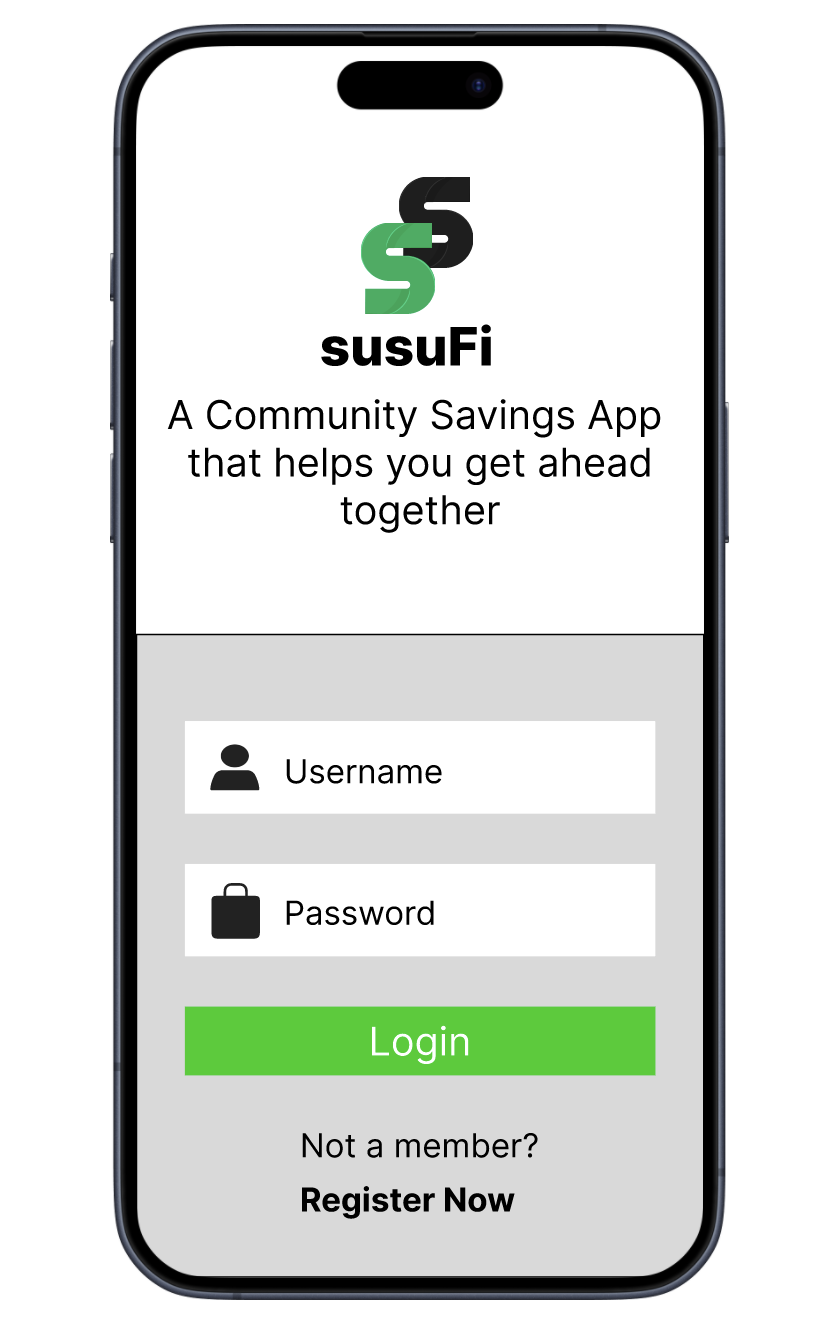 susuFi
A Community Savings App
that helps you get ahead
together
Username
Password
Login
Not a member?
Register Now